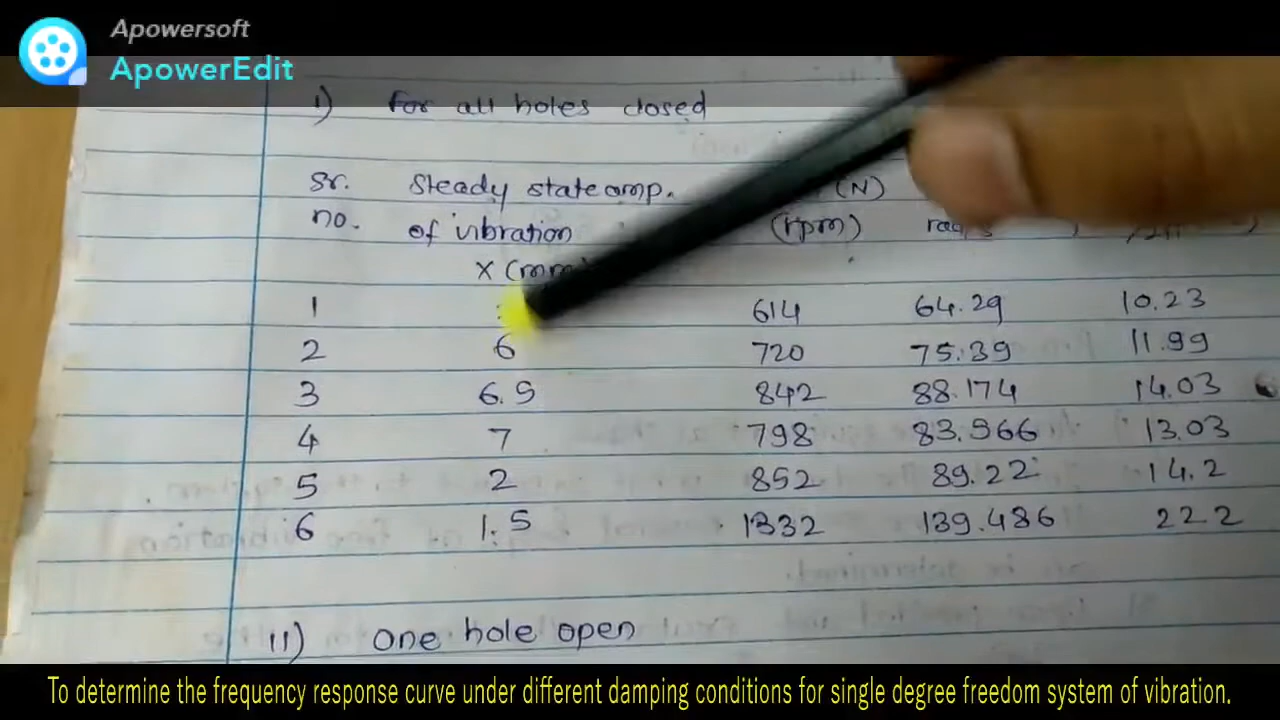 Apowersoft
ApowerEdit
1) for all holes closed
Sr. Steady state amp. (N)
no. of vibration (rpm)
X (mm)
1 614 64.29 10.23
2 6 720 75.39 11.99
3 6.5 842 88.174 14.03
4 7 798 83.566 13.03
5 2 852 89.22 14.2
6 1.5 1332 139.486 22.2
11) one hole open
To determine the frequency response curve under different damping conditions for single degree freedom system of vibration.